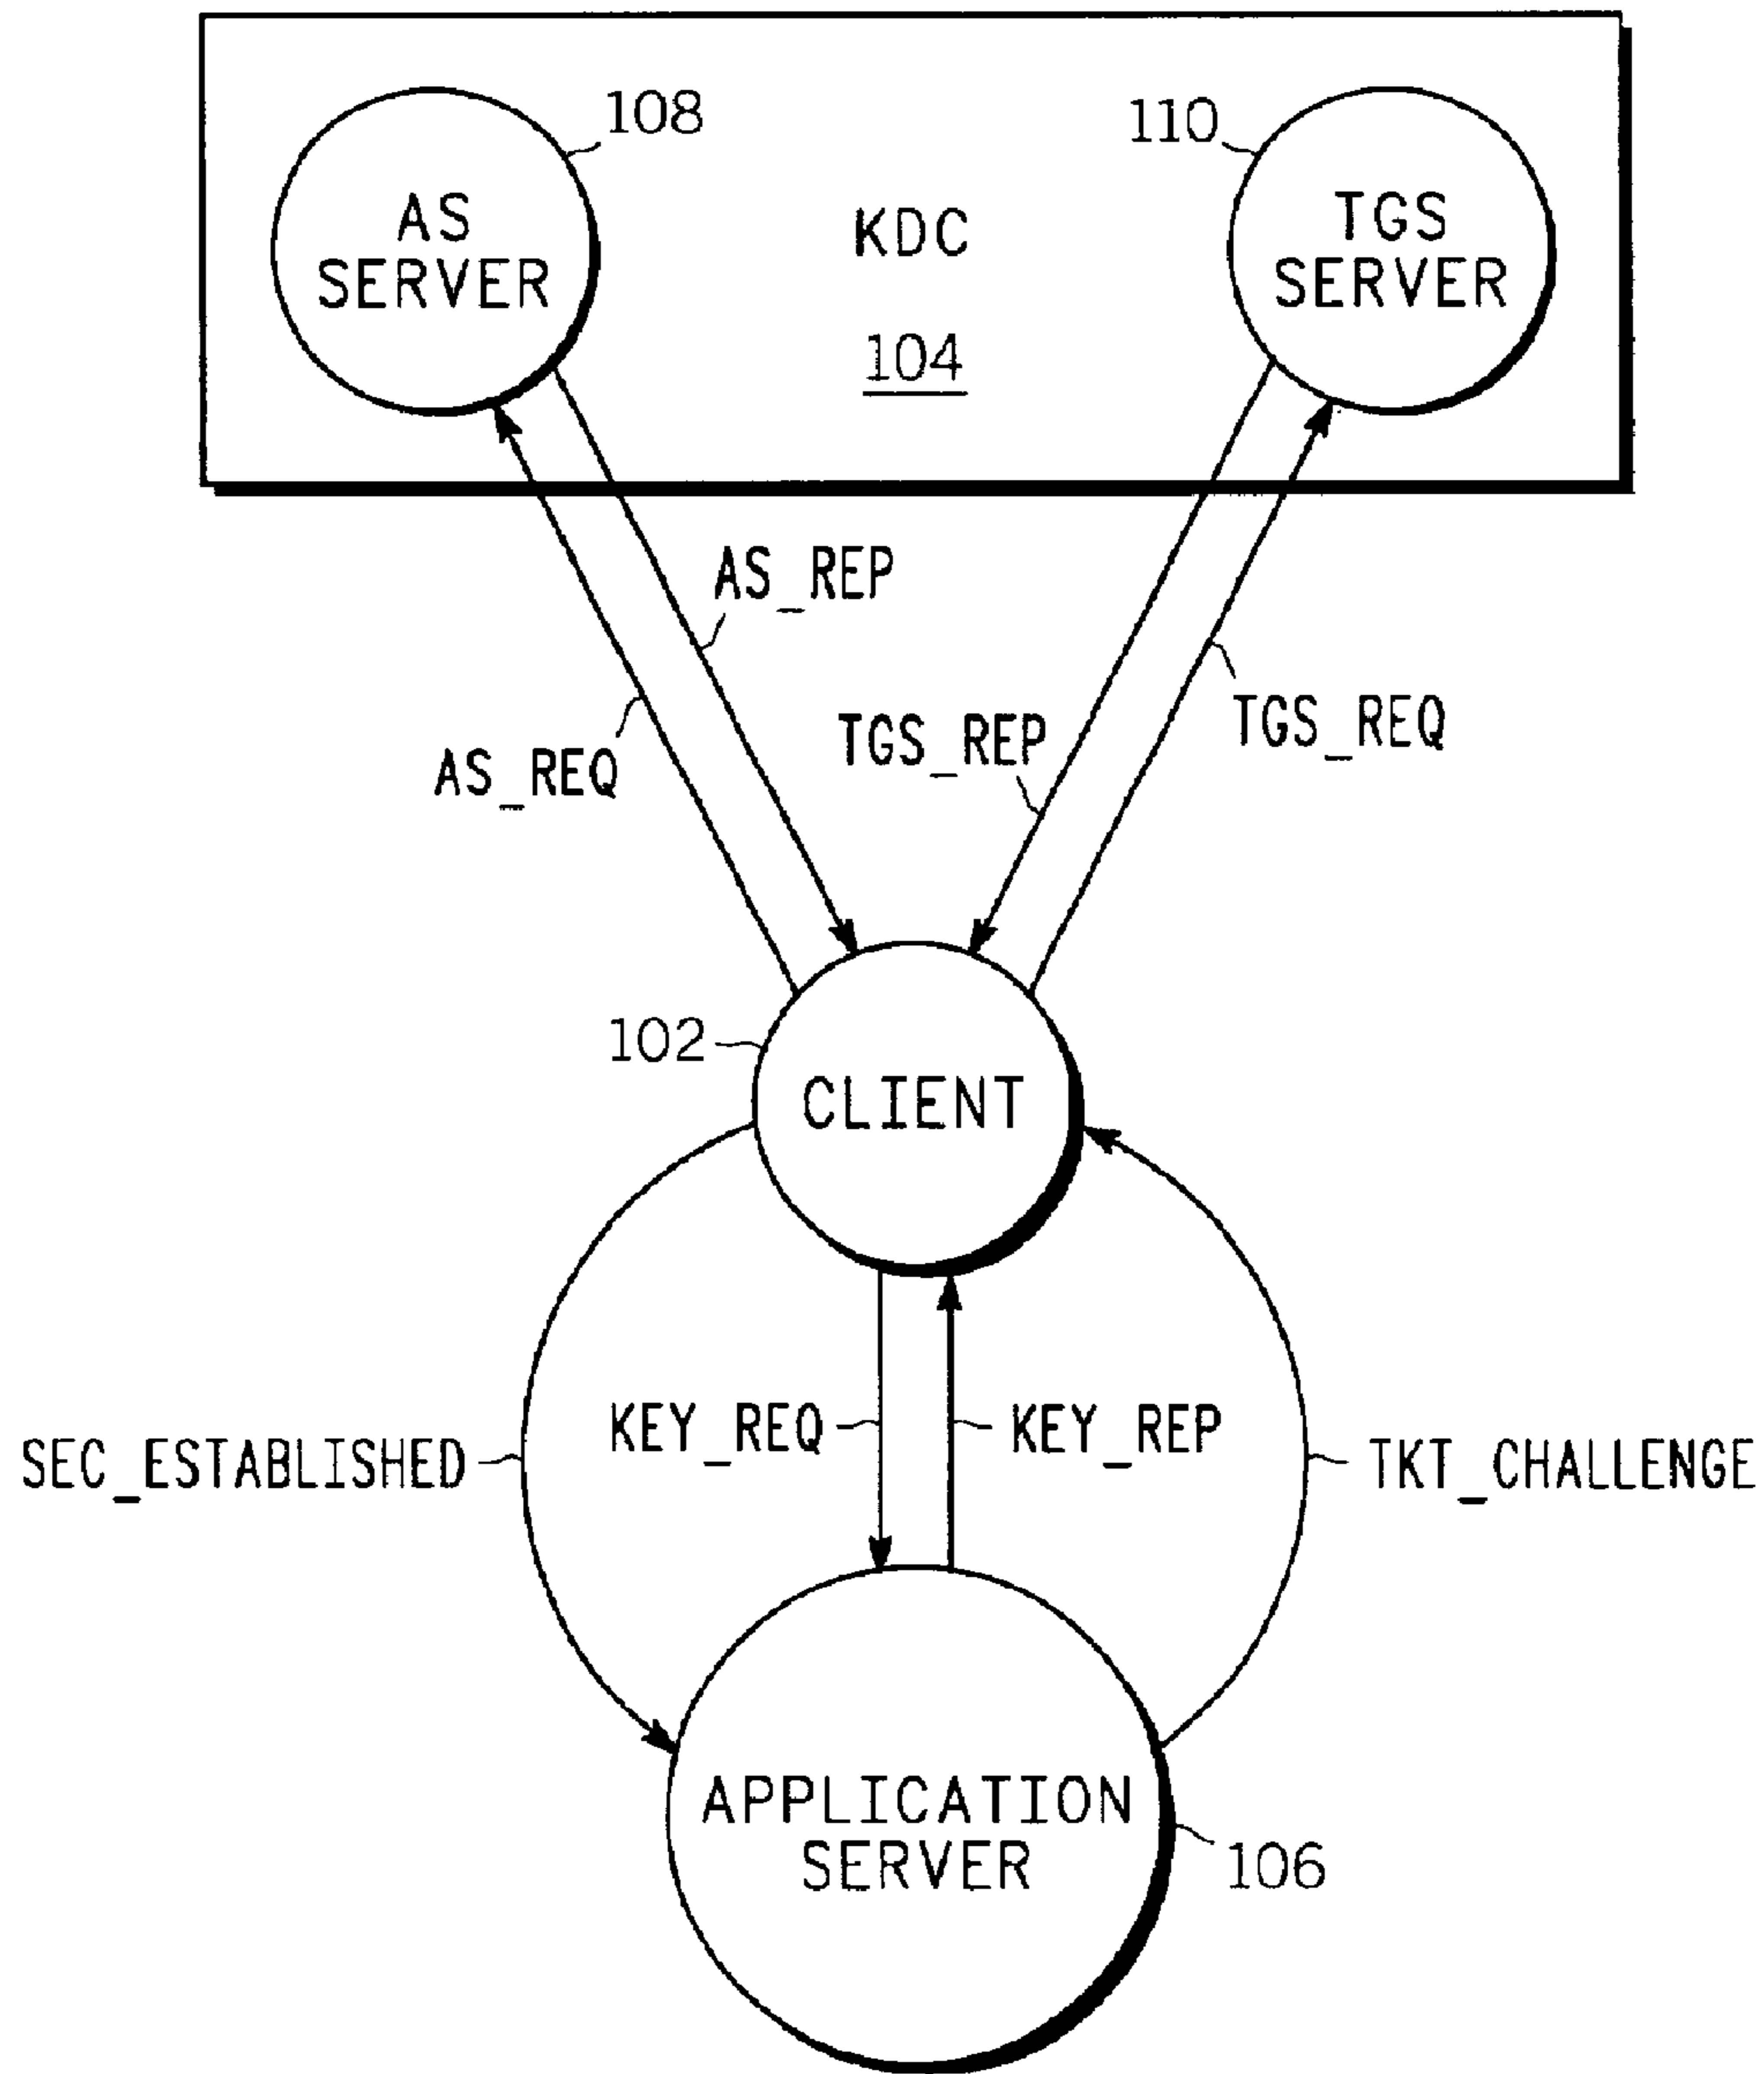 108
110
AS
SERVER
KDC
104
TGS
SERVER
AS_REP
AS_REQ
TGS_REP
TGS_REQ
102
CLIENT
SEC_ESTABLISHED
KEY_REQ
KEY_REP
TKT_CHALLENGE
APPLICATION
SERVER
106